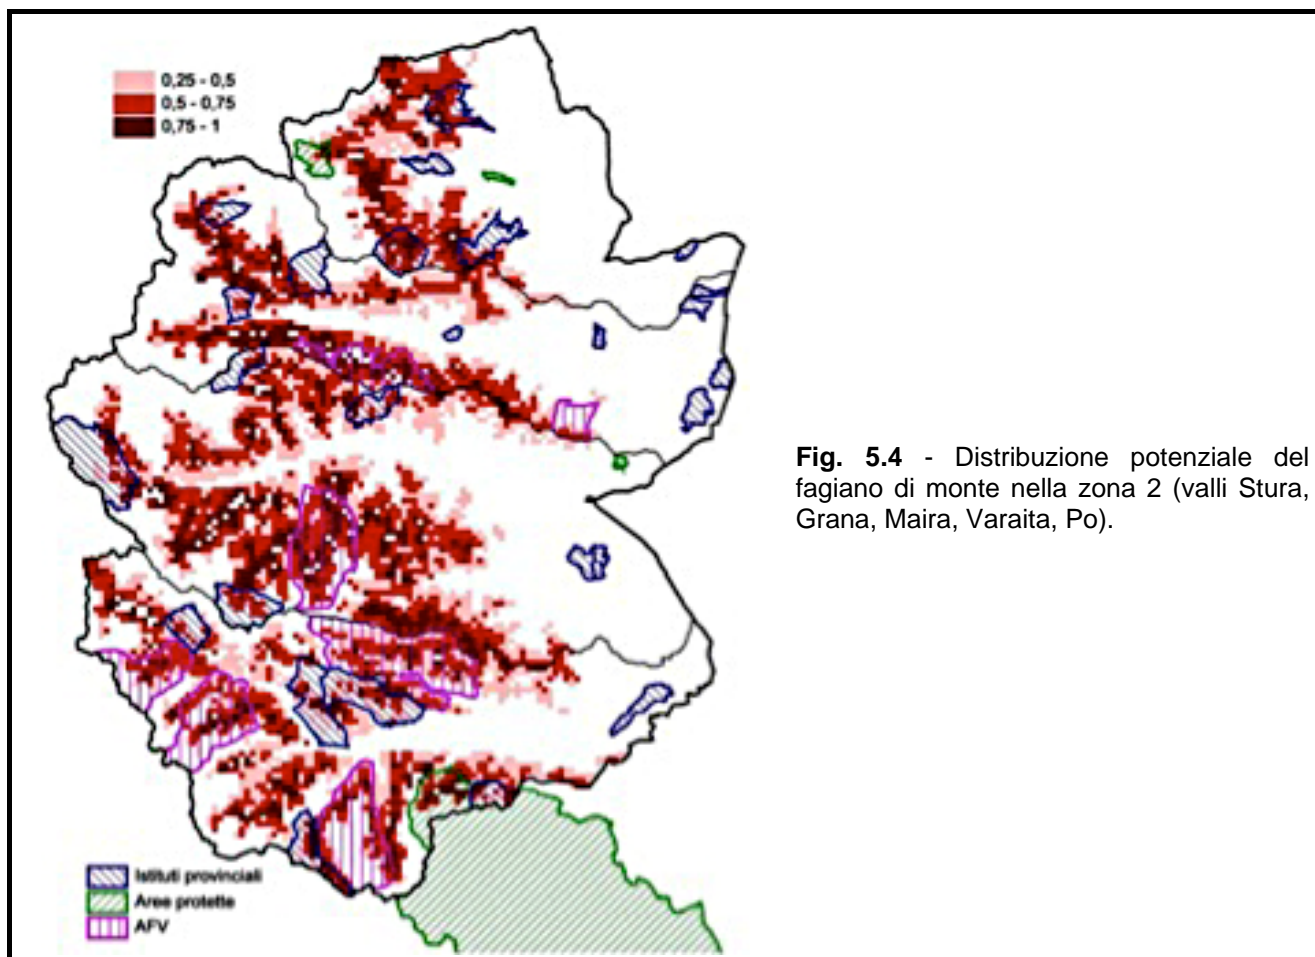 0,25 - 0,5
0,5 - 0,75
0,75 - 1
Fig. 5.4 - Distribuzione potenziale del
fagiano di monte nella zona 2 (valli Stura,
Grana, Maira, Varaita, Po).
Istituti provinciali
Aree protette
AFV